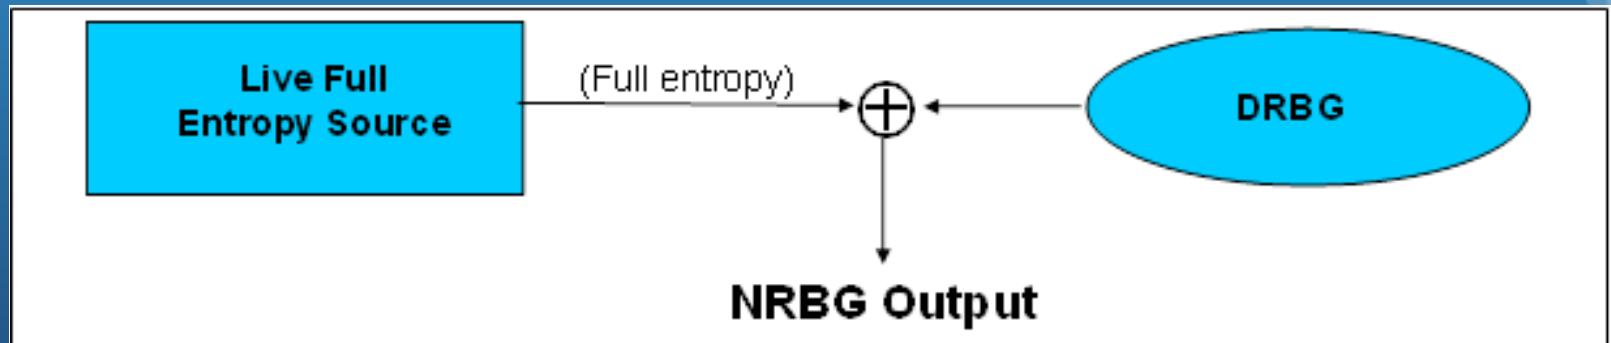 Live Full
Entropy Source
(Full entropy)
DRBG
NRBG Output